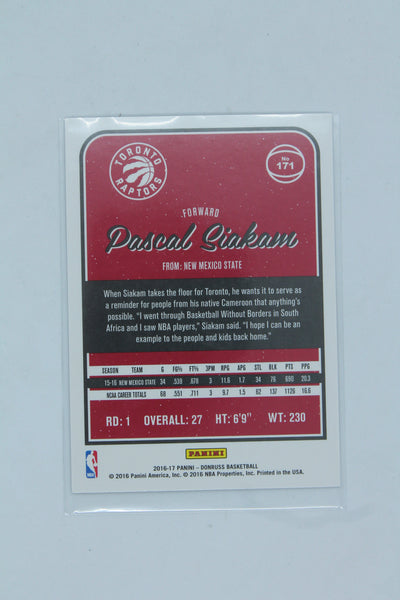 TORONTO
RAPTORS
No
171
FORWARD
Pascal Siakam
FROM: NEW MEXICO STATE
When Siakam takes the floor for Toronto, he wants it to serve as
a reminder for people from his native Cameroon that anything's
possible. "I went through Basketball Without Borders in South
Africa and I saw NBA players," Siakam said. "I hope I can be an
example to the people and kids back home."
SEASON TEAM G FG% FT% 3PM RPG APG STL BLK PTS PPG
15-16 NEW MEXICO STATE 34 .539 .678 3 11.6 1.7 34 76 690 20.3
NCAA CAREER TOTALS 68 .551 .711 3 9.7 1.5 62 137 1126 16.6
RD: 1 OVERALL: 27 HT: 6'9" WT: 230
PANINI
NBA
2016-17 PANINI – DONRUSS BASKETBALL
© 2016 Panini America, Inc. © 2016 NBA Properties, Inc. Printed in the USA.